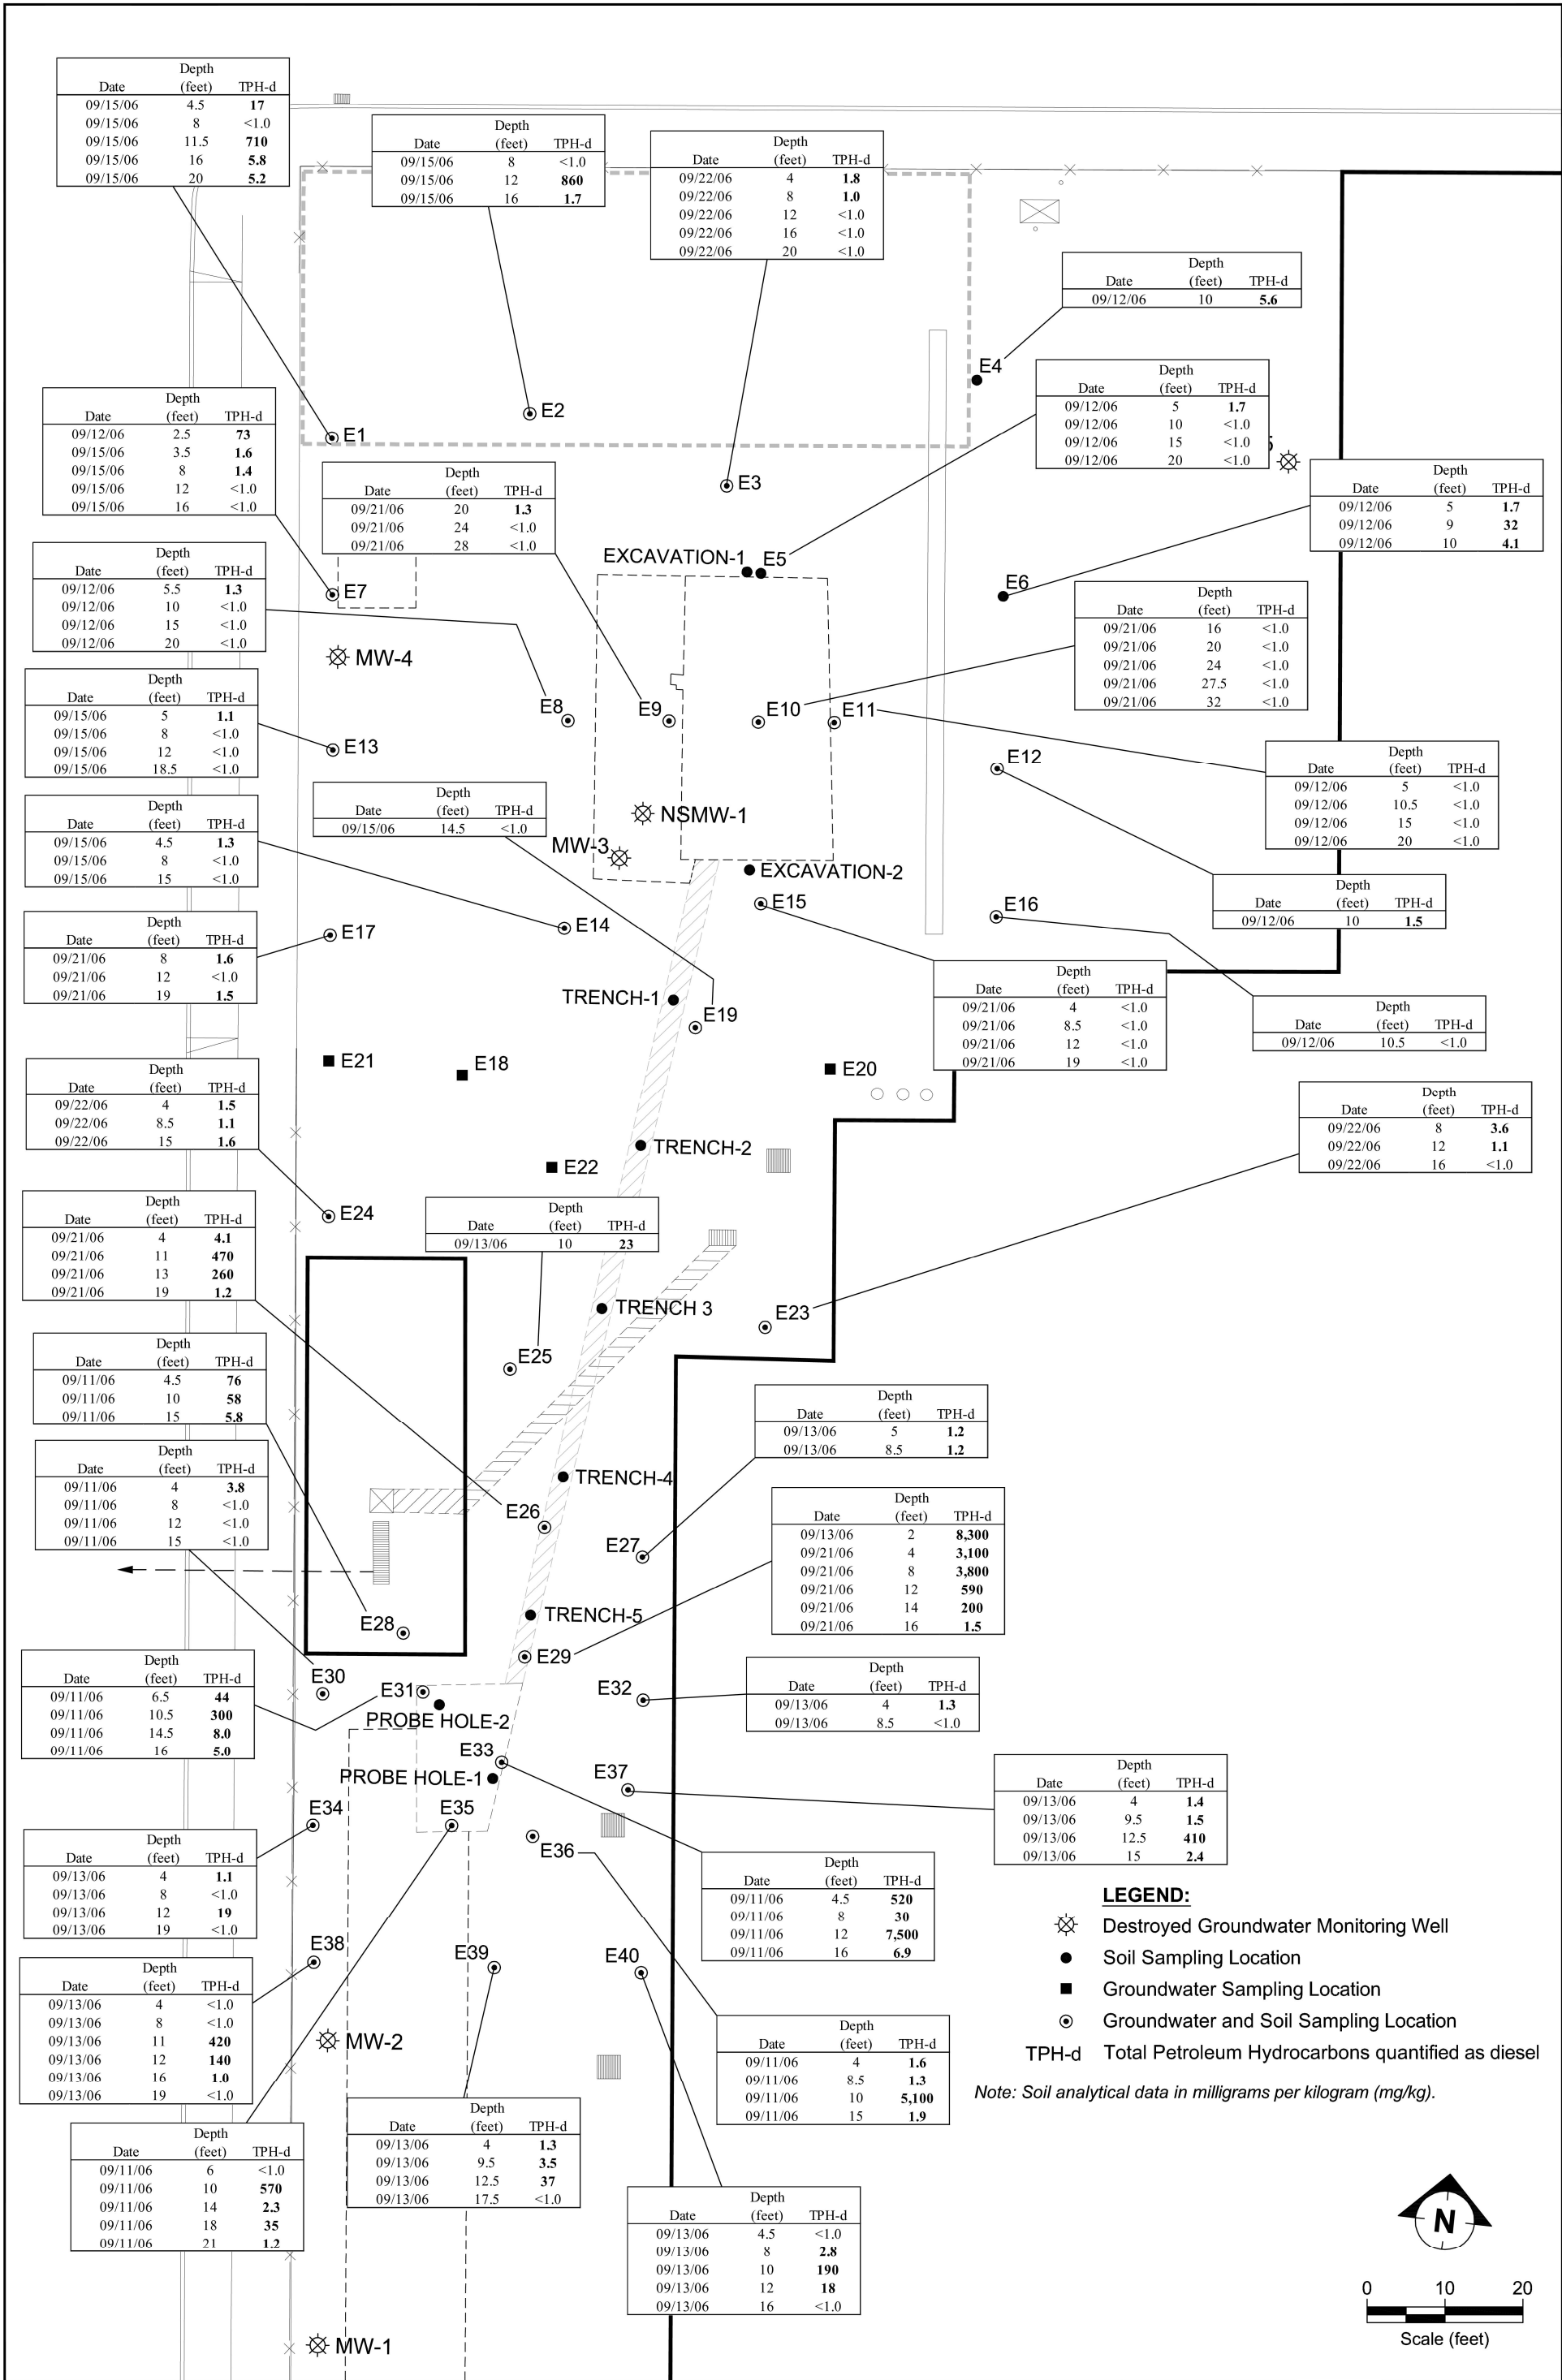 Depth
Date (feet) TPH-d
09/15/06 4.5 17
09/15/06 8 <1.0
09/15/06 11.5 710
09/15/06 16 5.8
09/15/06 20 5.2
Depth
Date (feet) TPH-d
09/15/06 8 <1.0
09/15/06 12 860
09/15/06 16 1.7
Depth
Date (feet) TPH-d
09/22/06 4 1.8
09/22/06 8 1.0
09/22/06 12 <1.0
09/22/06 16 <1.0
09/22/06 20 <1.0
Depth
Date (feet) TPH-d
09/12/06 10 5.6
E4
Depth
Date (feet) TPH-d
09/12/06 5 1.7
09/12/06 10 <1.0
09/12/06 15 <1.0
09/12/06 20 <1.0
5
E2
E1
Depth
Date (feet) TPH-d
09/12/06 2.5 73
09/15/06 3.5 1.6
09/15/06 8 1.4
09/15/06 12 <1.0
09/15/06 16 <1.0
Depth
Date (feet) TPH-d
09/21/06 20 1.3
09/21/06 24 <1.0
09/21/06 28 <1.0
E3
Depth
Date (feet) TPH-d
09/12/06 5 1.7
09/12/06 9 32
09/12/06 10 4.1
EXCAVATION-1 E5
E6
E7
Depth
Date (feet) TPH-d
09/12/06 5.5 1.3
09/12/06 10 <1.0
09/12/06 15 <1.0
09/12/06 20 <1.0
Depth
Date (feet) TPH-d
09/21/06 16 <1.0
09/21/06 20 <1.0
09/21/06 24 <1.0
09/21/06 27.5 <1.0
09/21/06 32 <1.0
MW-4
Depth
Date (feet) TPH-d
09/15/06 5 1.1
09/15/06 8 <1.0
09/15/06 12 <1.0
09/15/06 18.5 <1.0
E8 E9 E10 E11
E13
E12
Depth
Date (feet) TPH-d
09/12/06 5 <1.0
09/12/06 10.5 <1.0
09/12/06 15 <1.0
09/12/06 20 <1.0
Depth
Date (feet) TPH-d
09/15/06 14.5 <1.0
Depth
Date (feet) TPH-d
09/15/06 4.5 1.3
09/15/06 8 <1.0
09/15/06 15 <1.0
NSMW-1
MW-3
EXCAVATION-2
E15
E16
Depth
Date (feet) TPH-d
09/12/06 10 1.5
Depth
Date (feet) TPH-d
09/21/06 8 1.6
09/21/06 12 <1.0
09/21/06 19 1.5
E17
E14
Depth
Date (feet) TPH-d
09/21/06 4 <1.0
09/21/06 8.5 <1.0
09/21/06 12 <1.0
09/21/06 19 <1.0
Depth
Date (feet) TPH-d
09/12/06 10.5 <1.0
TRENCH-1
E19
E21
E18
E20
Depth
Date (feet) TPH-d
09/22/06 4 1.5
09/22/06 8.5 1.1
09/22/06 15 1.6
Depth
Date (feet) TPH-d
09/22/06 8 3.6
09/22/06 12 1.1
09/22/06 16 <1.0
TRENCH-2
E22
E24
Depth
Date (feet) TPH-d
09/21/06 4 4.1
09/21/06 11 470
09/21/06 13 260
09/21/06 19 1.2
Depth
Date (feet) TPH-d
09/13/06 10 23
TRENCH 3
E23
E25
Depth
Date (feet) TPH-d
09/11/06 4.5 76
09/11/06 10 58
09/11/06 15 5.8
Depth
Date (feet) TPH-d
09/13/06 5 1.2
09/13/06 8.5 1.2
Depth
Date (feet) TPH-d
09/11/06 4 3.8
09/11/06 8 <1.0
09/11/06 12 <1.0
09/11/06 15 <1.0
TRENCH-4
E26
E27
Depth
Date (feet) TPH-d
09/13/06 2 8,300
09/21/06 4 3,100
09/21/06 8 3,800
09/21/06 12 590
09/21/06 14 200
09/21/06 16 1.5
E28
TRENCH-5
E29
Depth
Date (feet) TPH-d
09/11/06 6.5 44
09/11/06 10.5 300
09/11/06 14.5 8.0
09/11/06 16 5.0
E30
E31
E32
Depth
Date (feet) TPH-d
09/13/06 4 1.3
09/13/06 8.5 <1.0
PROBE HOLE-2
E33
PROBE HOLE-1
E37
Depth
Date (feet) TPH-d
09/13/06 4 1.4
09/13/06 9.5 1.5
09/13/06 12.5 410
09/13/06 15 2.4
E34
E35
E36
Depth
Date (feet) TPH-d
09/13/06 4 1.1
09/13/06 8 <1.0
09/13/06 12 19
09/13/06 19 <1.0
Depth
Date (feet) TPH-d
09/11/06 4.5 520
09/11/06 8 30
09/11/06 12 7,500
09/11/06 16 6.9
LEGEND:
Destroyed Groundwater Monitoring Well
Soil Sampling Location
Groundwater Sampling Location
Groundwater and Soil Sampling Location
TPH-d Total Petroleum Hydrocarbons quantified as diesel
Note: Soil analytical data in milligrams per kilogram (mg/kg).
E38
E39
E40
Depth
Date (feet) TPH-d
09/13/06 4 <1.0
09/13/06 8 <1.0
09/13/06 11 420
09/13/06 12 140
09/13/06 16 1.0
09/13/06 19 <1.0
MW-2
Depth
Date (feet) TPH-d
09/11/06 4 1.6
09/11/06 8.5 1.3
09/11/06 10 5,100
09/11/06 15 1.9
Depth
Date (feet) TPH-d
09/11/06 6 <1.0
09/11/06 10 570
09/11/06 14 2.3
09/11/06 18 35
09/11/06 21 1.2
Depth
Date (feet) TPH-d
09/13/06 4 1.3
09/13/06 9.5 3.5
09/13/06 12.5 37
09/13/06 17.5 <1.0
Depth
Date (feet) TPH-d
09/13/06 4.5 <1.0
09/13/06 8 2.8
09/13/06 10 190
09/13/06 12 18
09/13/06 16 <1.0
MW-1
N
0 10 20
Scale (feet)